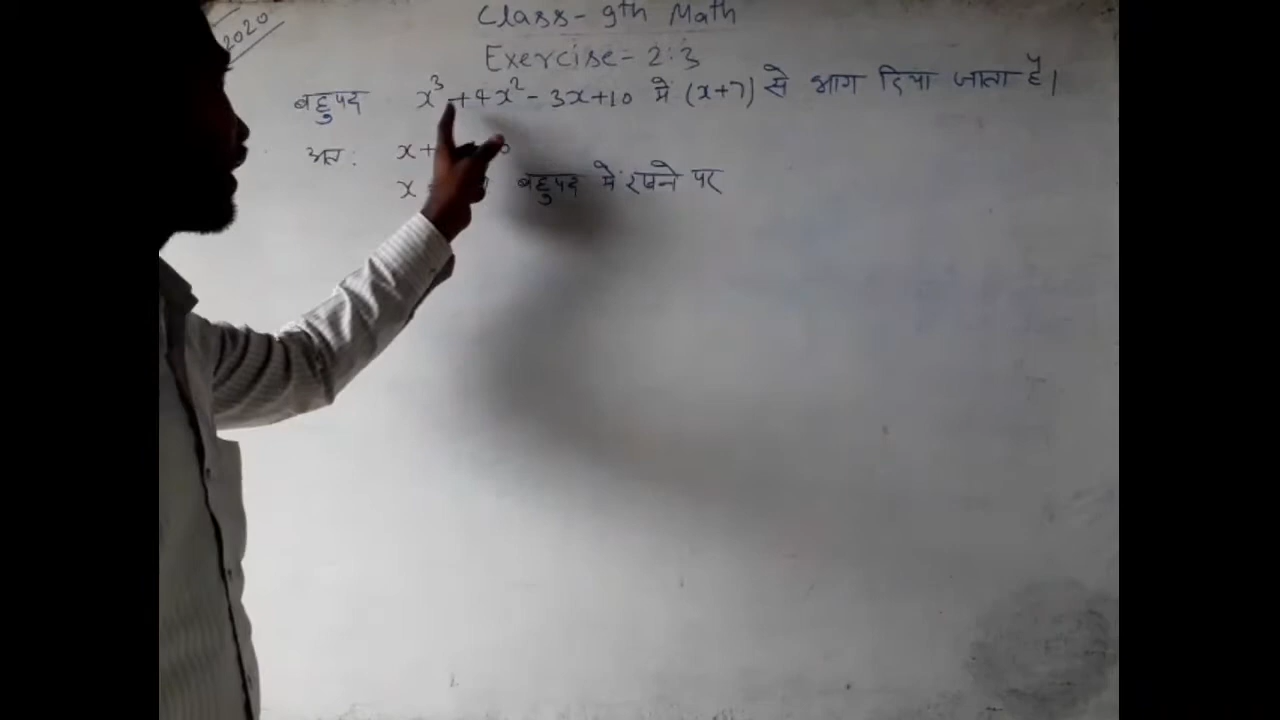 2020
Class- 9th Math
Exercise- 2.3
बहुपद x³ + 4x² - 3x + 10 में (x+7) से भाग दिया जाता है।
अत: x+
x बहुपद में रखने पर